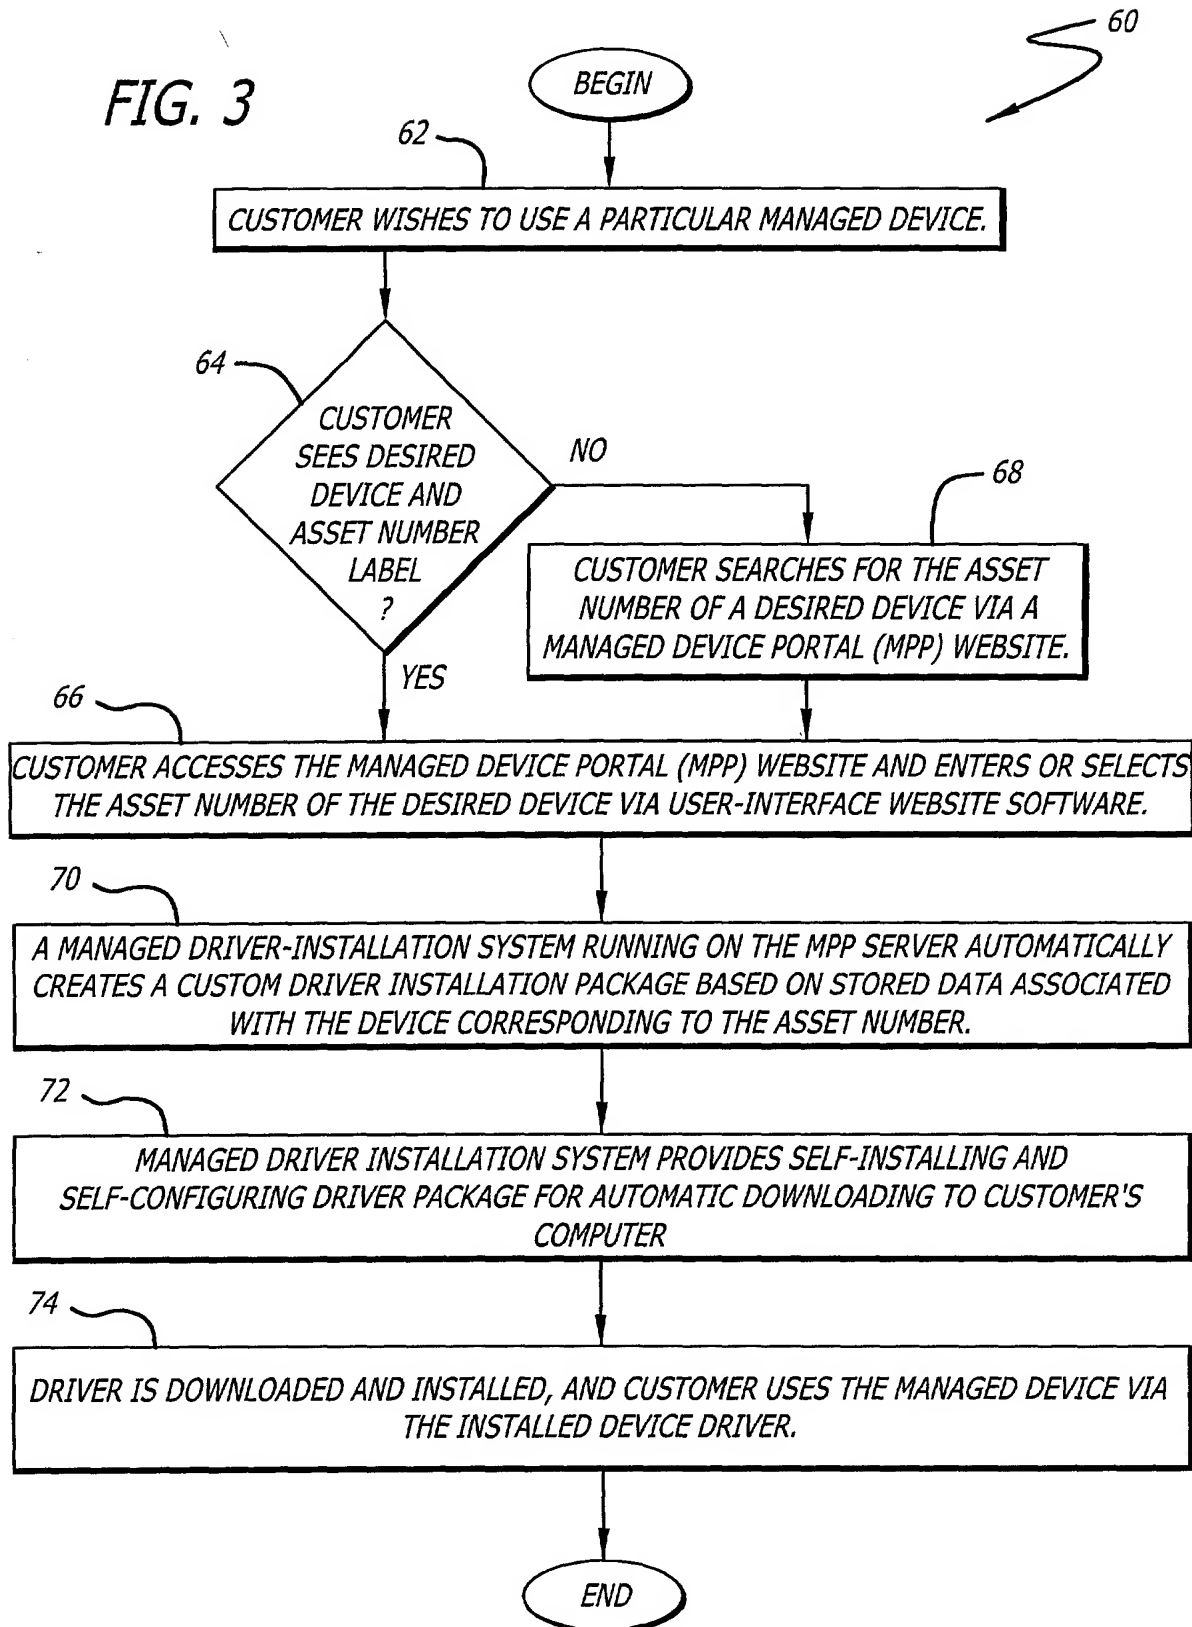 60
FIG. 3
BEGIN
62
CUSTOMER WISHES TO USE A PARTICULAR MANAGED DEVICE.
64
CUSTOMER
SEES DESIRED
DEVICE AND
ASSET NUMBER
LABEL
?
NO
68
CUSTOMER SEARCHES FOR THE ASSET
NUMBER OF A DESIRED DEVICE VIA A
MANAGED DEVICE PORTAL (MPP) WEBSITE.
YES
66
CUSTOMER ACCESSES THE MANAGED DEVICE PORTAL (MPP) WEBSITE AND ENTERS OR SELECTS
THE ASSET NUMBER OF THE DESIRED DEVICE VIA USER-INTERFACE WEBSITE SOFTWARE.
70
A MANAGED DRIVER-INSTALLATION SYSTEM RUNNING ON THE MPP SERVER AUTOMATICALLY
CREATES A CUSTOM DRIVER INSTALLATION PACKAGE BASED ON STORED DATA ASSOCIATED
WITH THE DEVICE CORRESPONDING TO THE ASSET NUMBER.
72
MANAGED DRIVER INSTALLATION SYSTEM PROVIDES SELF-INSTALLING AND
SELF-CONFIGURING DRIVER PACKAGE FOR AUTOMATIC DOWNLOADING TO CUSTOMER'S
COMPUTER
74
DRIVER IS DOWNLOADED AND INSTALLED, AND CUSTOMER USES THE MANAGED DEVICE VIA
THE INSTALLED DEVICE DRIVER.
END